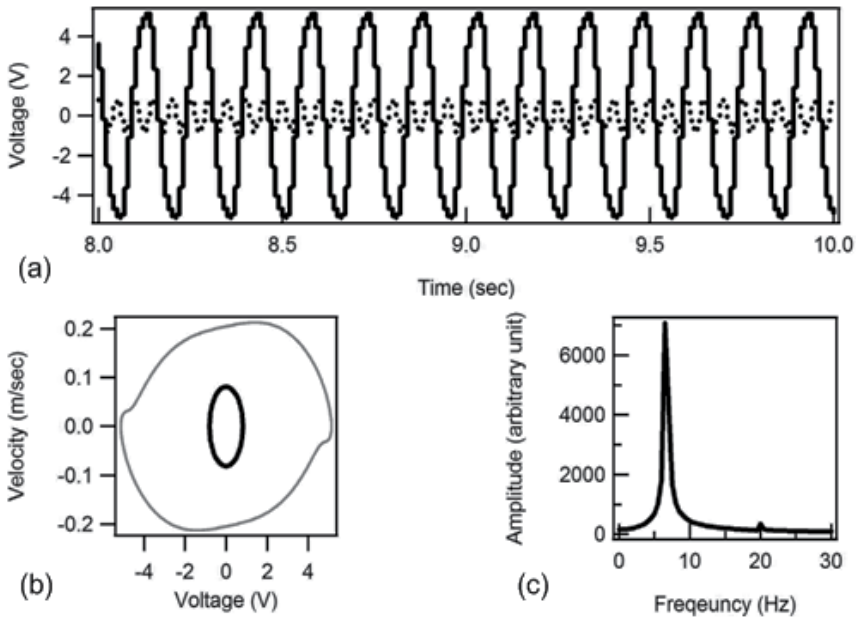 4
2
0
-2
-4
Voltage (V)
8.0 8.5 9.0 9.5 10.0
(a)
Time (sec)
0.2
0.1
0.0
-0.1
-0.2
Velocity (m/sec)
-4 -2 0 2 4
(b)
Voltage (V)
6000
4000
2000
0
Amplitude (arbitrary unit)
0 10 20 30
(c)
Freqeuncy (Hz)